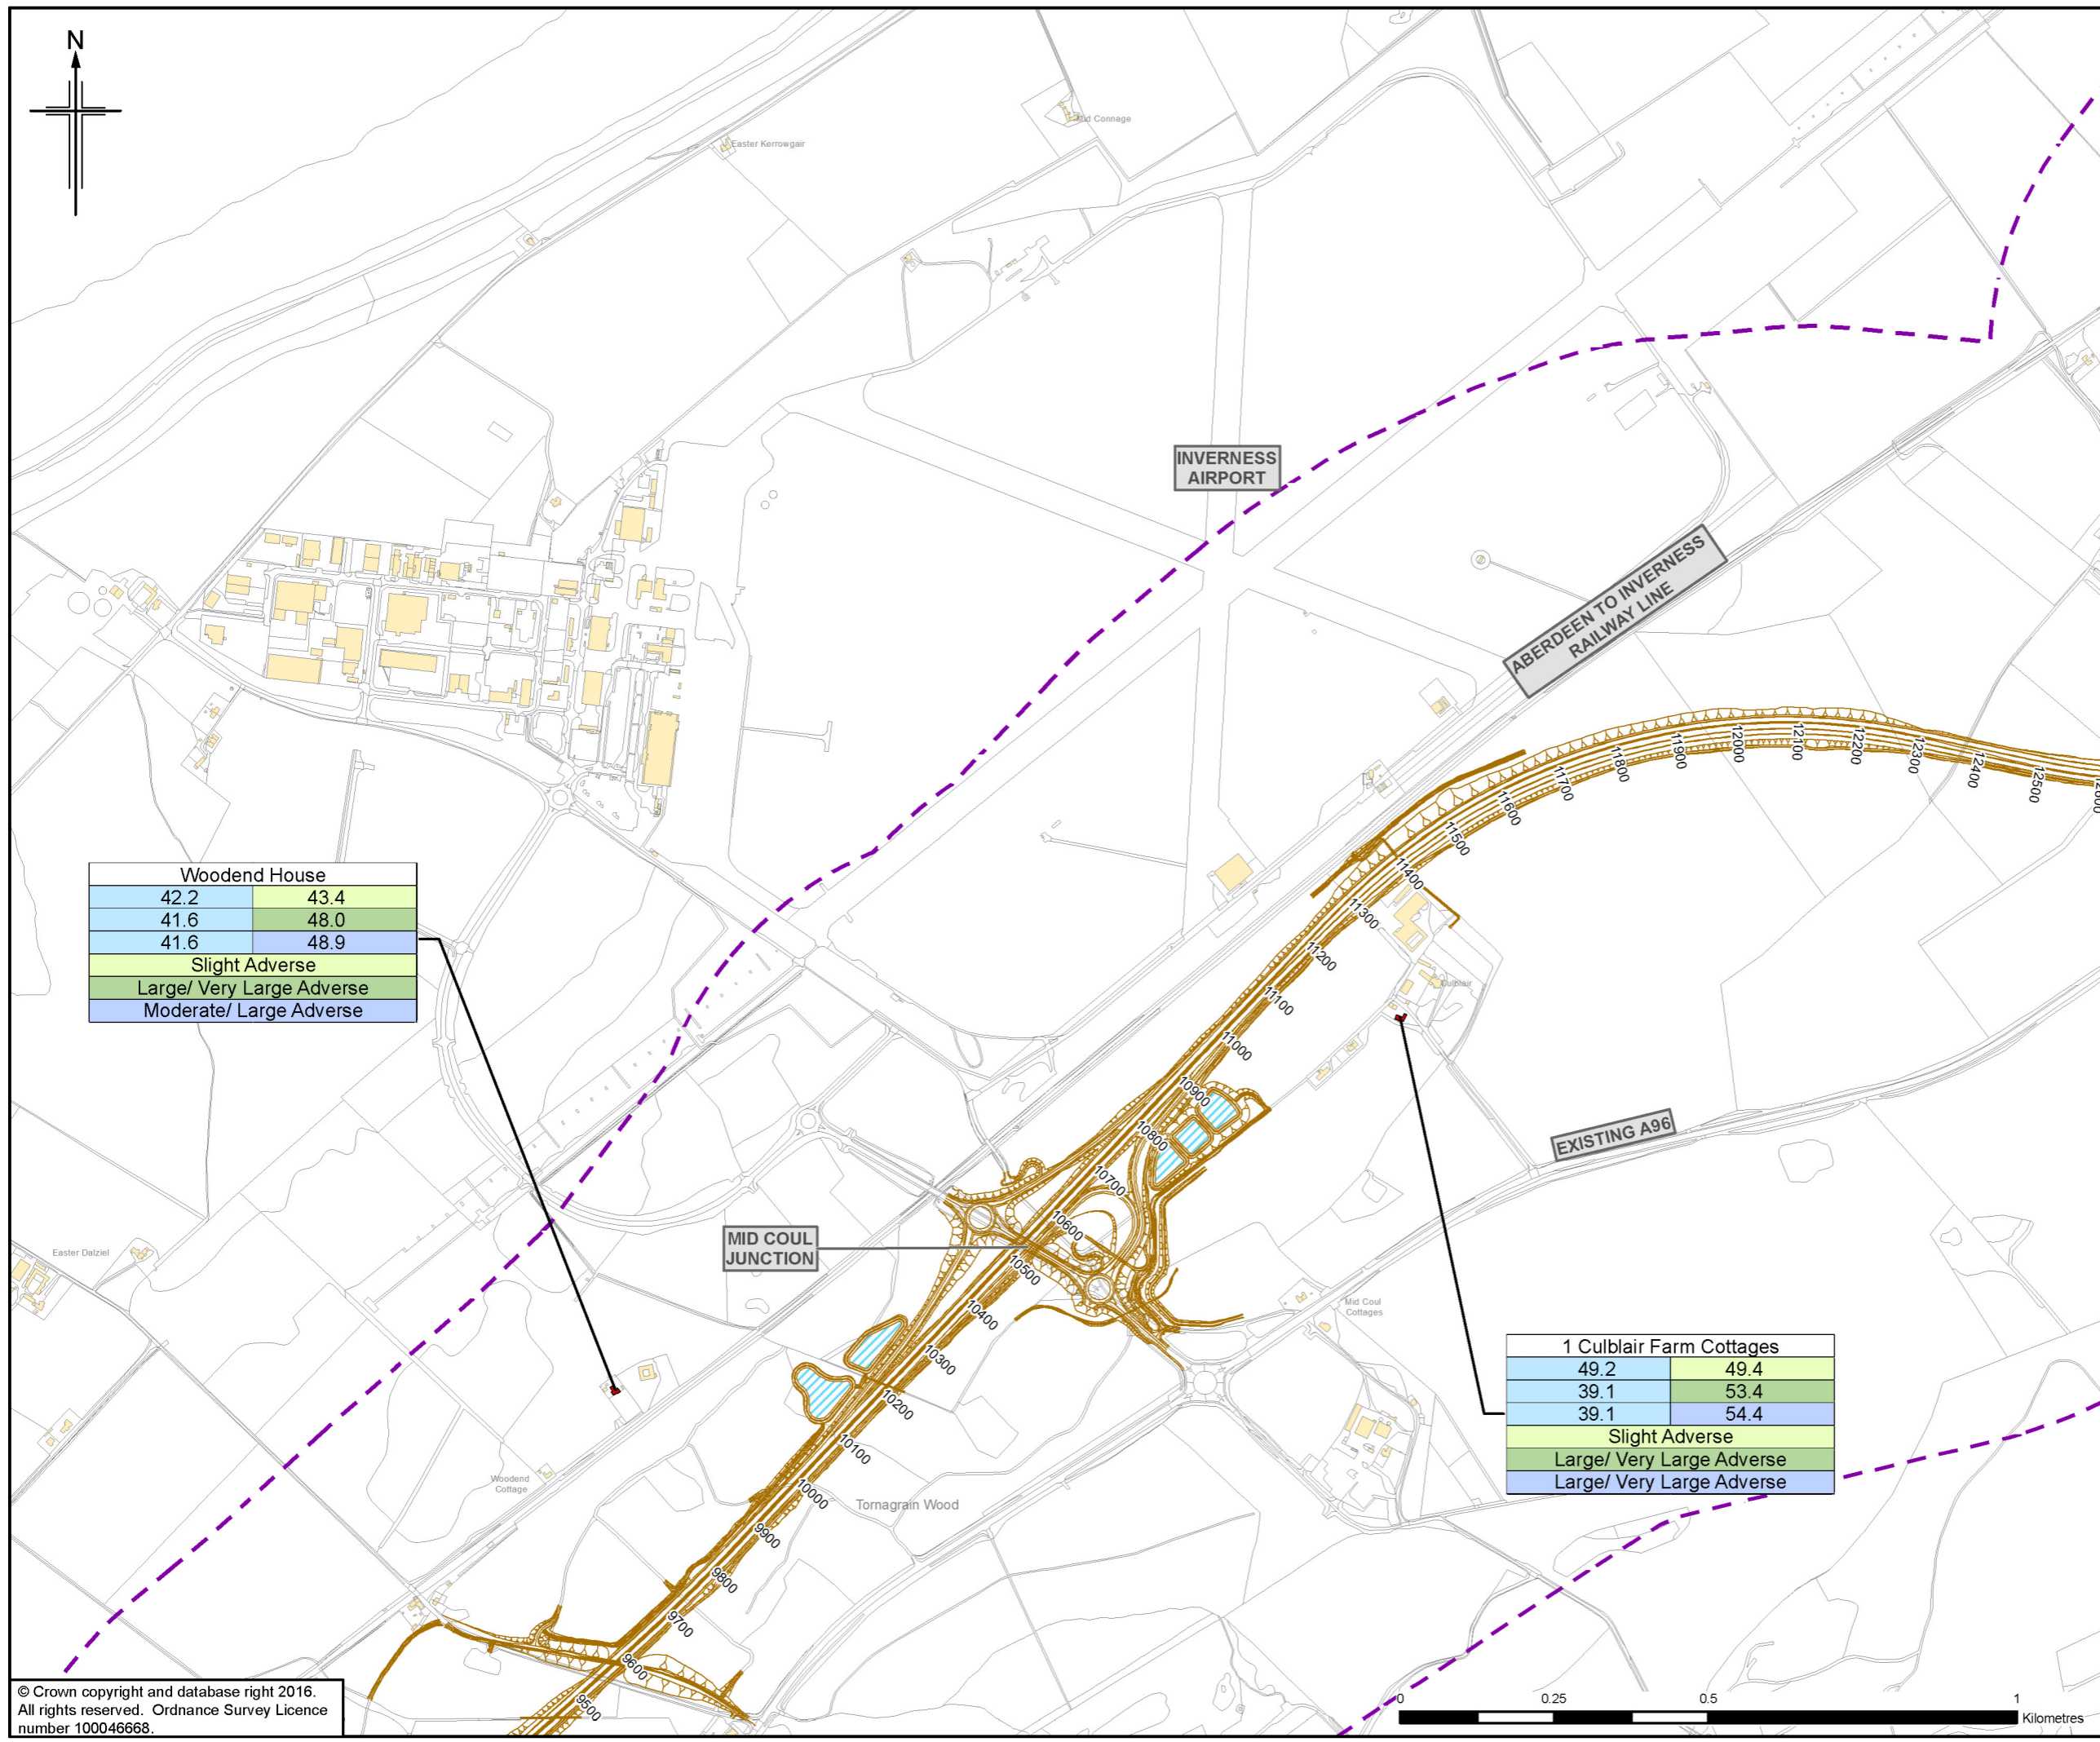 N
Mid Connage
Easter Kerrowgair
INVERNESS
AIRPORT
ABERDEEN TO INVERNESS
RAILWAY LINE
12000
12100
12200
12300
12400
12500
12600
11900
11800
11700
11600
11500
11400
11300
11200
11100
11000
10900
10800
10700
10600
10500
10400
10300
10200
10100
10000
9900
9800
9700
9600
9500
Woodend House
42.2 43.4
41.6 48.0
41.6 48.9
Slight Adverse
Large/ Very Large Adverse
Moderate/ Large Adverse
Culblair
EXISTING A96
MID COUL
JUNCTION
Easter Dalziel
Mid Coul
Cottages
1 Culblair Farm Cottages
49.2 49.4
39.1 53.4
39.1 54.4
Slight Adverse
Large/ Very Large Adverse
Large/ Very Large Adverse
Woodend
Cottage
Tornagrain Wood
© Crown copyright and database right 2016.
All rights reserved. Ordnance Survey Licence
number 100046668.
0 0.25 0.5 1
Kilometres